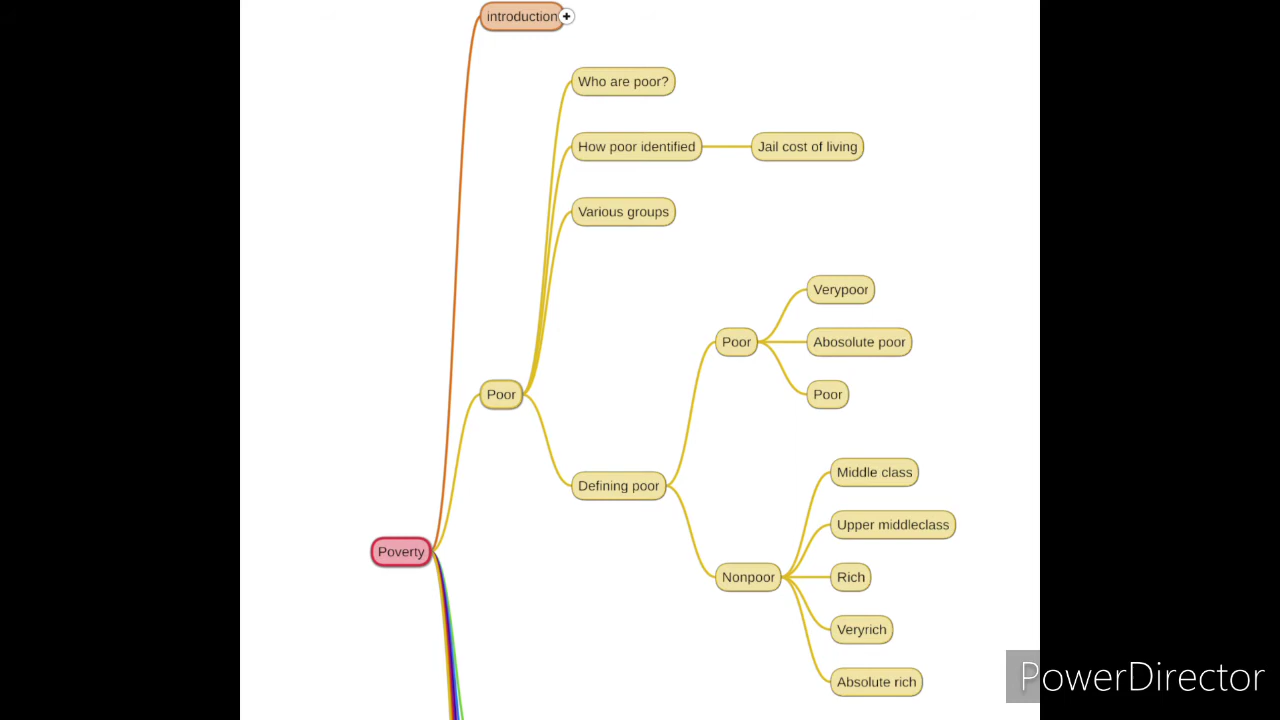 introduction
Who are poor?
How poor identified
Jail cost of living
Various groups
Verypoor
Poor
Abosolute poor
Poor
Poor
Defining poor
Middle class
Upper middleclass
Poverty
Nonpoor
Rich
Veryrich
Absolute rich
PowerDirector